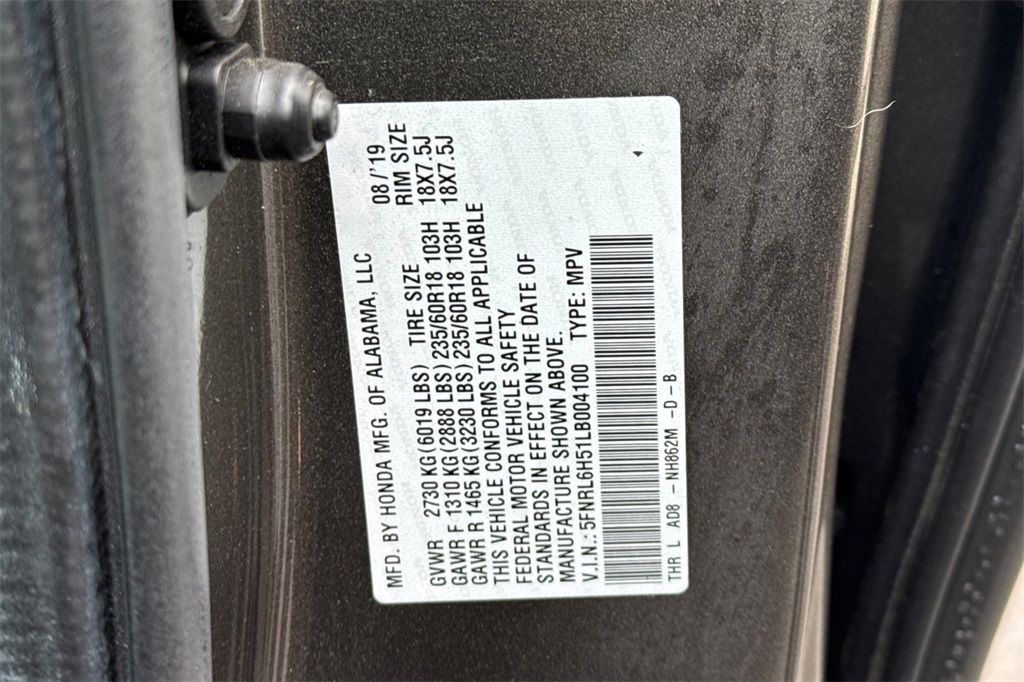 MFD. BY HONDA MFG. OF ALABAMA, LLC 08/'19
GVWR 2730 KG(6019 LBS) TIRE SIZE RIM SIZE
GAWR F 1310 KG(2888 LBS) 235/60R18 103H 18X7.5J
GAWR R 1465 KG(3230 LBS) 235/60R18 103H 18X7.5J
THIS VEHICLE CONFORMS TO ALL APPLICABLE
FEDERAL MOTOR VEHICLE SAFETY
STANDARDS IN EFFECT ON THE DATE OF
MANUFACTURE SHOWN ABOVE.
V.I.N.: 5FNRL6H51LB004100 TYPE: MPV
THR L AD8 - NH862M -D-B